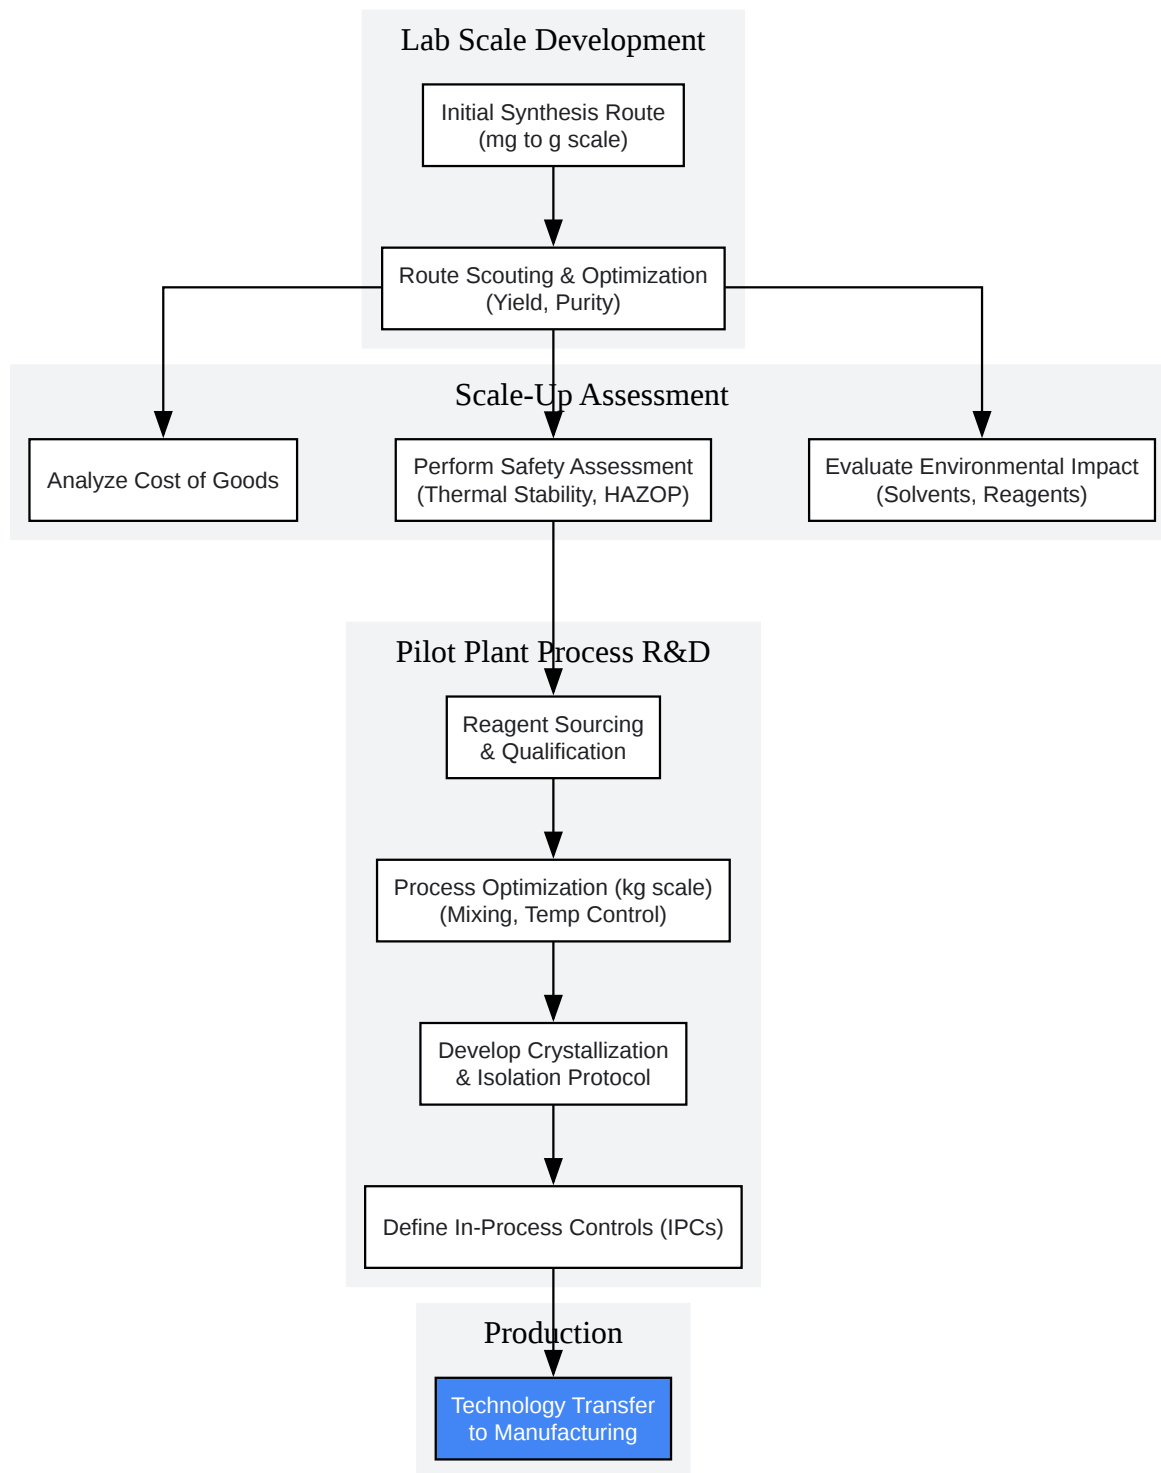 Lab Scale Development
Initial Synthesis Route
(mg to g scale)
Route Scouting & Optimization
(Yield, Purity)
Scale-Up Assessment
Analyze Cost of Goods
Perform Safety Assessment
(Thermal Stability, HAZOP)
Evaluate Environmental Impact
(Solvents, Reagents)
Pilot Plant Process R&D
Reagent Sourcing
& Qualification
Process Optimization (kg scale)
(Mixing, Temp Control)
Develop Crystallization
& Isolation Protocol
Define In-Process Controls (IPCs)
Production
Technology Transfer
to Manufacturing